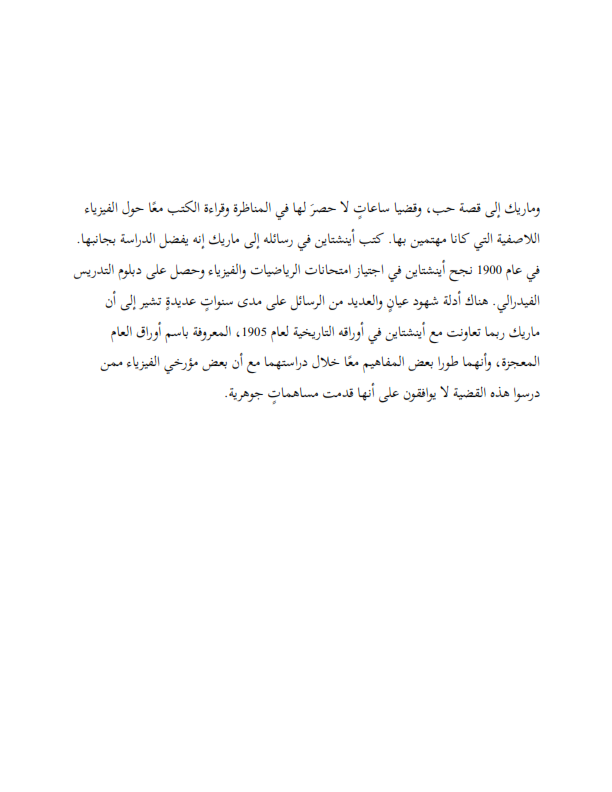 وماريك إلى قصة حب، وقضيا ساعاتٍ لا حصرَ لها في المناظرة وقراءة الكتب معًا حول الفيزياء
اللاصفية التي كانا مهتمين بها. كتب أينشتاين في رسائله إلى ماريك إنه يفضل الدراسة بجانبها.
في عام 1900 نجح أينشتاين في اجتياز امتحانات الرياضيات والفيزياء وحصل على دبلوم التدريس
الفيدرالي. هناك أدلة شهود عيانٍ والعديد من الرسائل على مدى سنواتٍ عديدةٍ تشير إلى أن
ماريك ربما تعاونت مع أينشتاين في أوراقه التاريخية لعام 1905، المعروفة باسم أوراق العام
المعجزة، وأنهما طورا بعض المفاهيم معًا خلال دراستهما مع أن بعض مؤرخي الفيزياء ممن
درسوا هذه القضية لا يوافقون على أنها قدمت مساهماتٍ جوهرية.